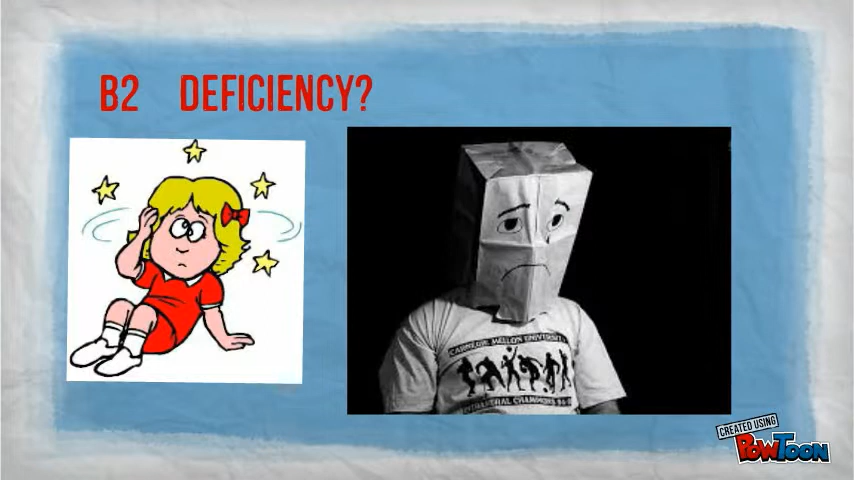 B2 DEFICIENCY?
CARNEGIE MELLON UNIVERSITY
CREATED USING
POWTOON